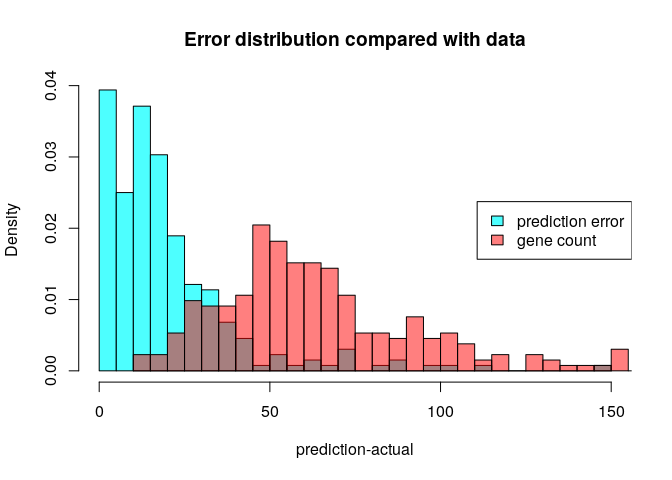 Error distribution compared with data
Density
0.04
0.03
0.02
0.01
0.00
prediction error
gene count
0
50
100
150
prediction-actual